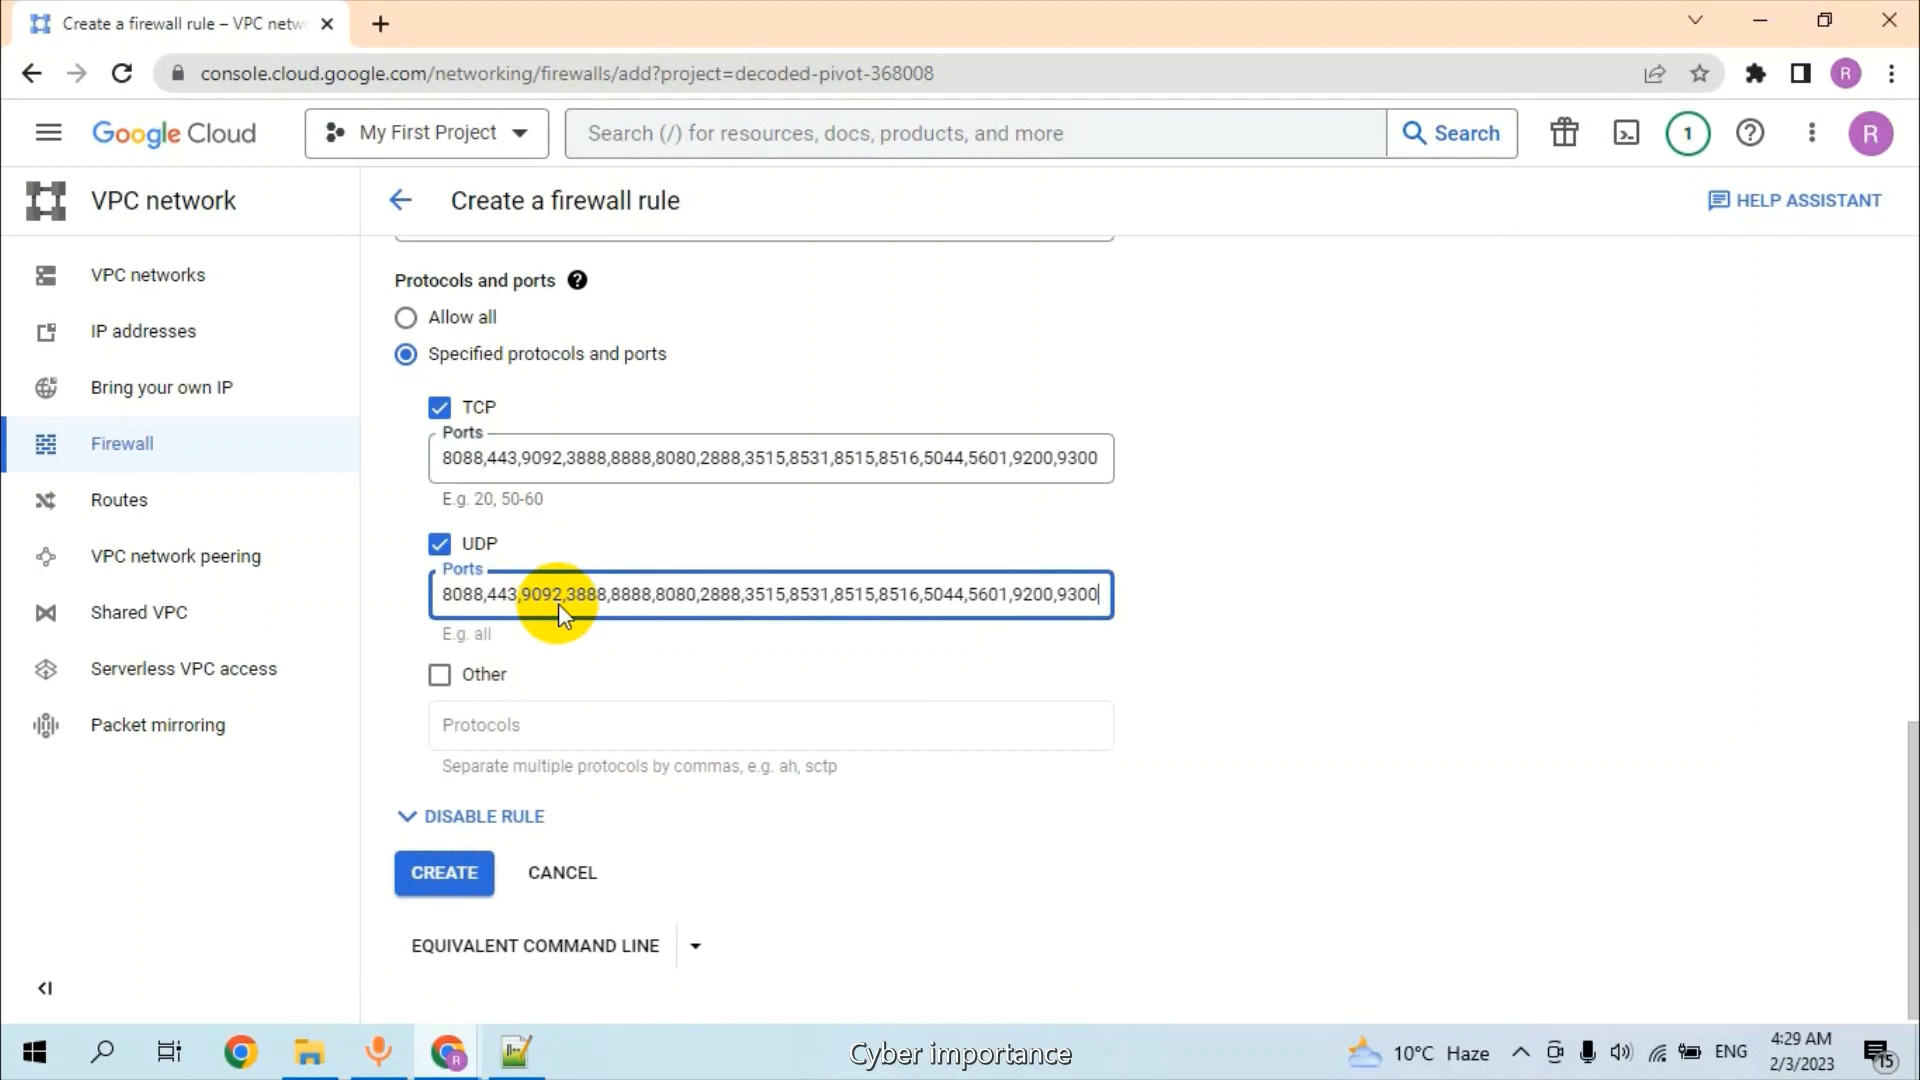 Create a firewall rule – VPC netw
console.cloud.google.com/networking/firewalls/add?project=decoded-pivot-368008
R
Google Cloud
My First Project
Search (/) for resources, docs, products, and more
Search
1
R
VPC network
Create a firewall rule
HELP ASSISTANT
VPC networks
IP addresses
Bring your own IP
Firewall
Routes
VPC network peering
Shared VPC
Serverless VPC access
Packet mirroring
Protocols and ports
Allow all
Specified protocols and ports
TCP
Ports
8088,443,9092,3888,8888,8080,2888,3515,8531,8515,8516,5044,5601,9200,9300
E.g. 20, 50-60
UDP
Ports
8088,443,9092,3888,8888,8080,2888,3515,8531,8515,8516,5044,5601,9200,9300
E.g. all
Other
Protocols
Separate multiple protocols by commas, e.g. ah, sctp
DISABLE RULE
CREATE
CANCEL
EQUIVALENT COMMAND LINE
R
Cyber importance
10°C Haze
ENG
4:29 AM
2/3/2023
15